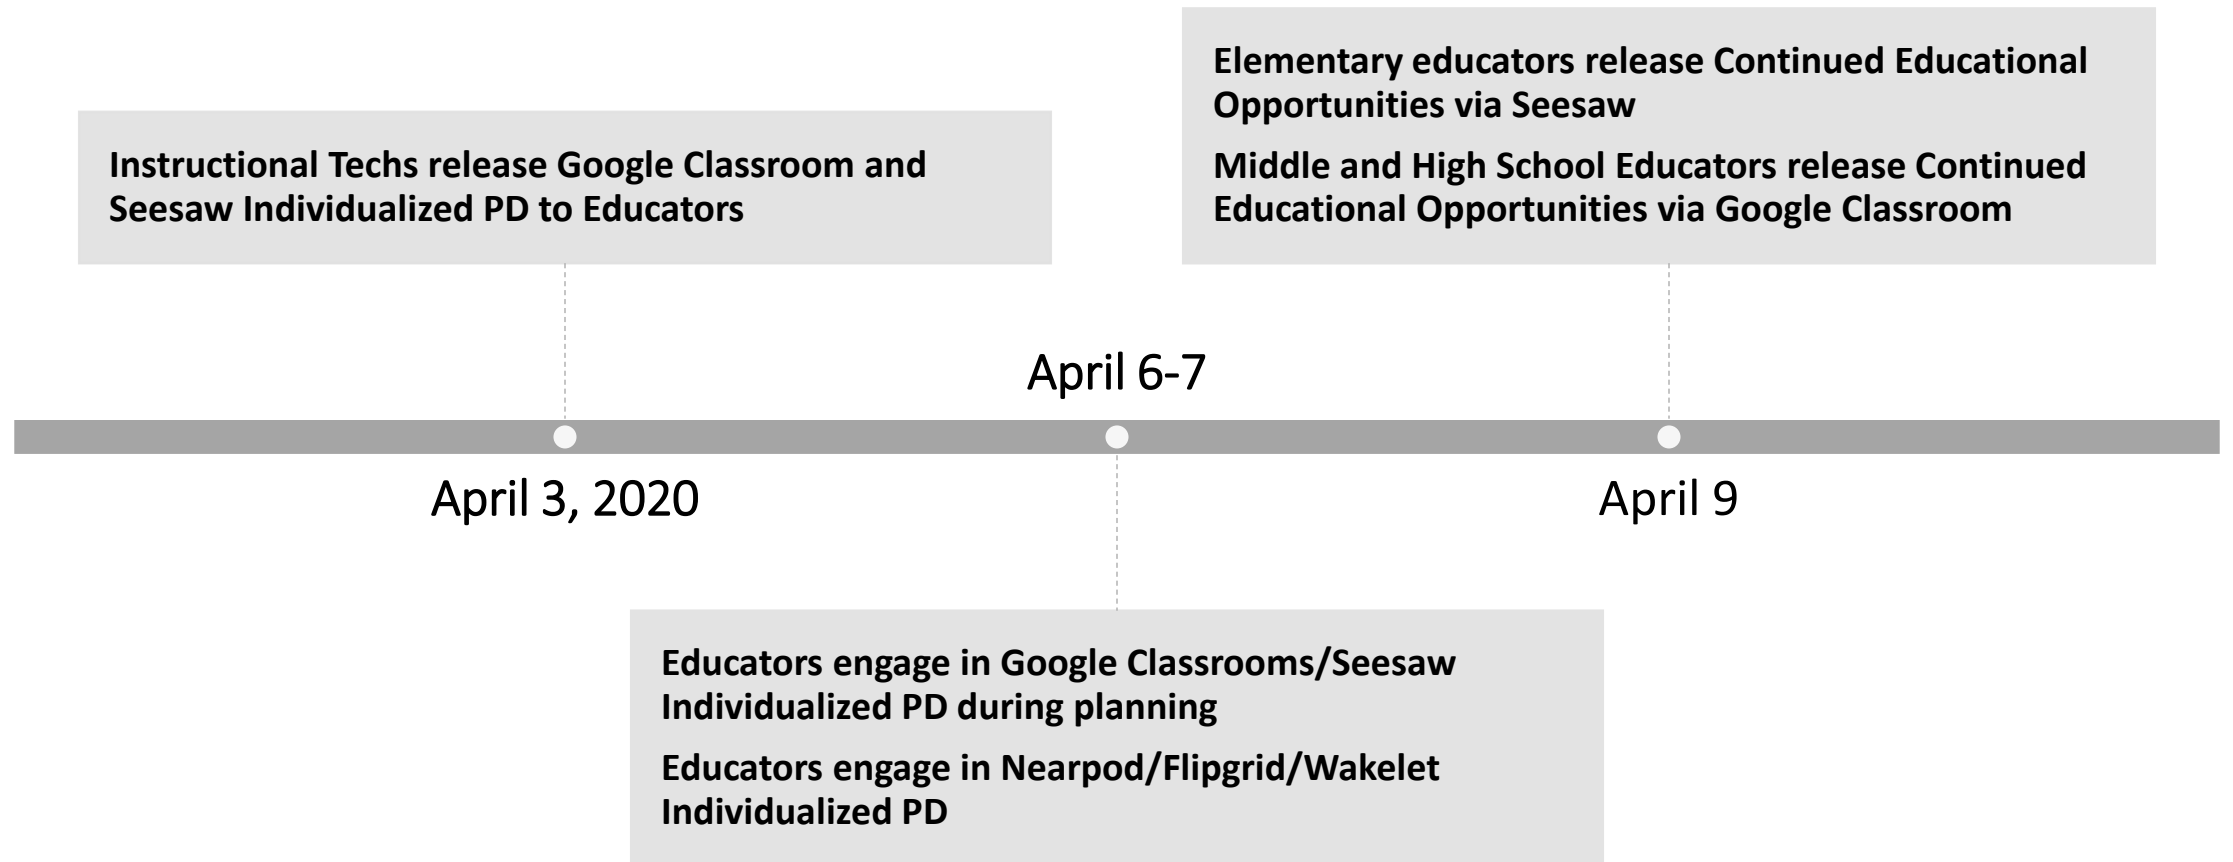 Instructional Techs release Google Classroom and
Seesaw Individualized PD to Educators
April 3, 2020
April 6-7
Educators engage in Google Classrooms/Seesaw
Individualized PD during planning
Educators engage in Nearpod/Flipgrid/Wakelet
Individualized PD
Elementary educators release Continued Educational
Opportunities via Seesaw
Middle and High School Educators release Continued
Educational Opportunities via Google Classroom
April 9